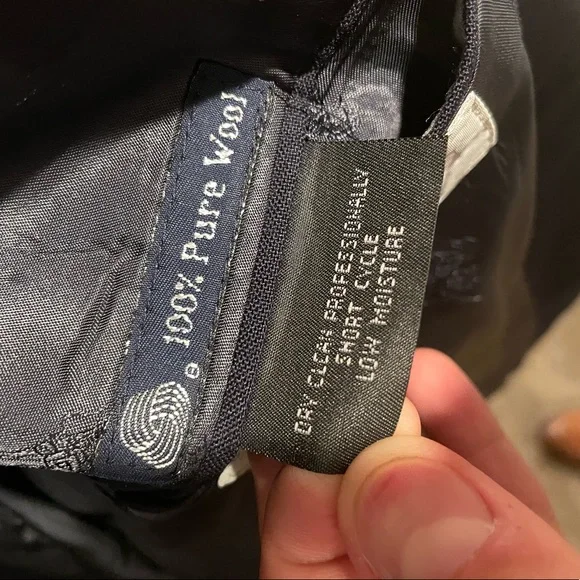 100% Pure Wool
DRY CLEAN PROFESSIONALLY
SHORT CYCLE
LOW MOISTURE